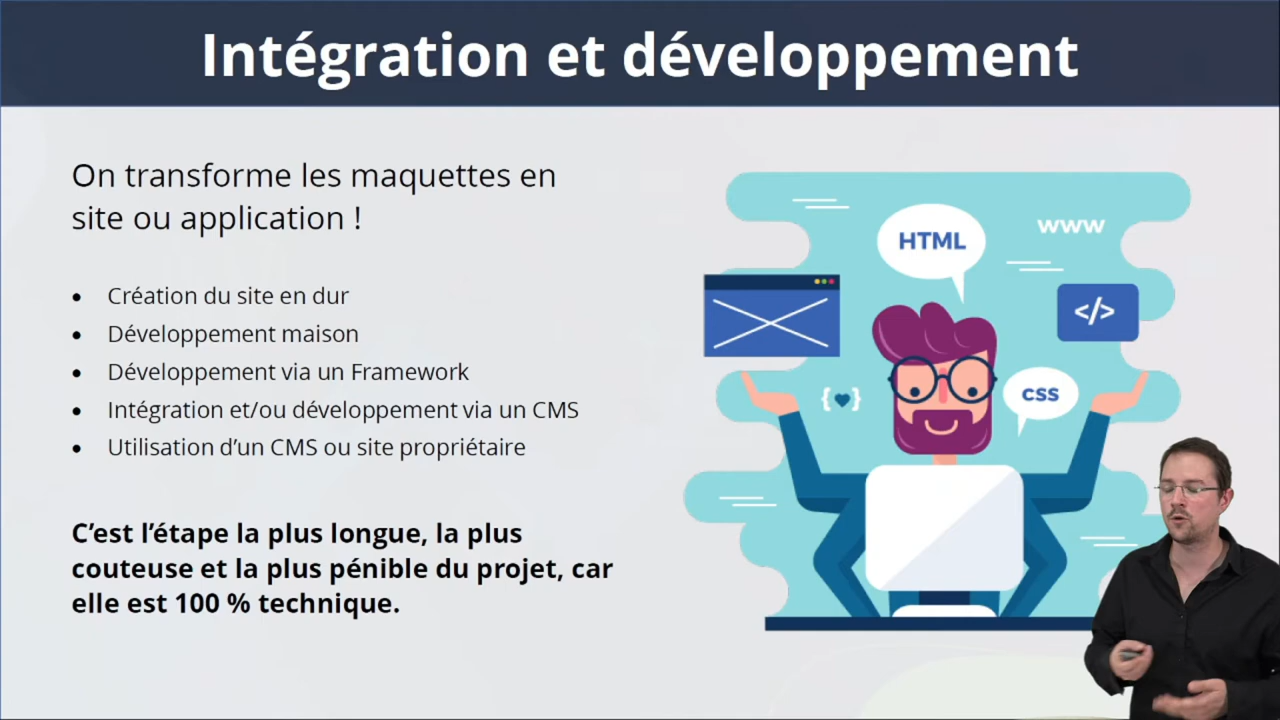 Intégration et développement
On transforme les maquettes en
site ou application !
• Création du site en dur
• Développement maison
• Développement via un Framework
• Intégration et/ou développement via un CMS
• Utilisation d’un CMS ou site propriétaire
C’est l’étape la plus longue, la plus
couteuse et la plus pénible du projet, car
elle est 100 % technique.
HTML
www
</>
{ }
CSS